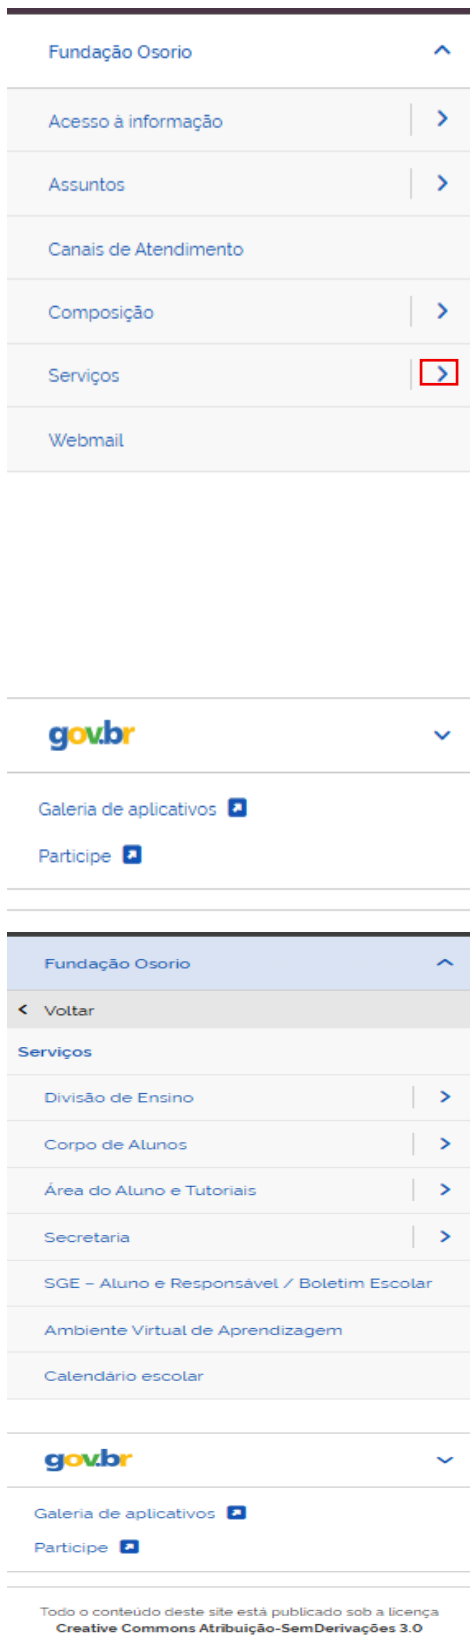 Fundação Osorio
Acesso à informação
Assuntos
Canais de Atendimento
Composição
Serviços
Webmail
gov.br
Galeria de aplicativos
Participe
Fundação Osorio
Voltar
Serviços
Divisão de Ensino
Corpo de Alunos
Área do Aluno e Tutoriais
Secretaria
SGE – Aluno e Responsável / Boletim Escolar
Ambiente Virtual de Aprendizagem
Calendário escolar
gov.br
Galeria de aplicativos
Participe
Todo o conteúdo deste site está publicado sob a licença
Creative Commons Atribuição-SemDerivações 3.0